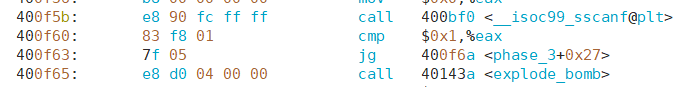 400f5b: e8 90 fc ff ff call 400bf0 <__isoc99_sscanf@plt>
400f60: 83 f8 01 cmp $0x1,%eax
400f63: 7f 05 jg 400f6a <phase_3+0x27>
400f65: e8 d0 04 00 00 call 40143a <explode_bomb>